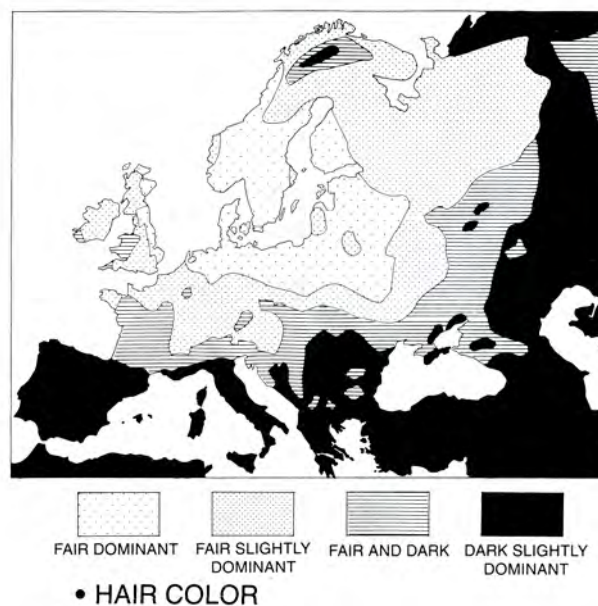 FAIR DOMINANT
FAIR SLIGHTLY
DOMINANT
FAIR AND DARK
DARK SLIGHTLY
DOMINANT
• HAIR COLOR